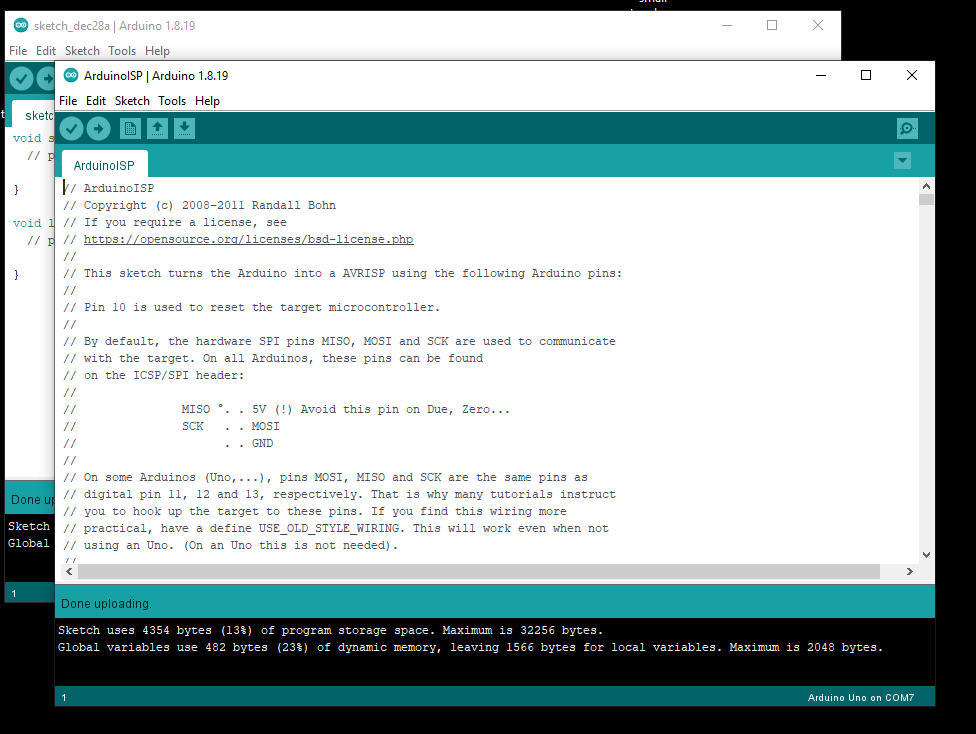 sketch_dec28a | Arduino 1.8.19
File Edit Sketch Tools Help
ArduinoISP | Arduino 1.8.19
File Edit Sketch Tools Help
sketc
void s
// p
}
void l
// p
}
Done up
Sketch
Global
1
ArduinoISP
// ArduinoISP
// Copyright (c) 2008-2011 Randall Bohn
// If you require a license, see
// https://opensource.org/licenses/bsd-license.php
//
// This sketch turns the Arduino into a AVRISP using the following Arduino pins:
//
// Pin 10 is used to reset the target microcontroller.
//
// By default, the hardware SPI pins MISO, MOSI and SCK are used to communicate
// with the target. On all Arduinos, these pins can be found
// on the ICSP/SPI header:
//
// MISO °. . 5V (!) Avoid this pin on Due, Zero...
// SCK . . MOSI
// . . GND
//
// On some Arduinos (Uno,...), pins MOSI, MISO and SCK are the same pins as
// digital pin 11, 12 and 13, respectively. That is why many tutorials instruct
// you to hook up the target to these pins. If you find this wiring more
// practical, have a define USE_OLD_STYLE_WIRING. This will work even when not
// using an Uno. (On an Uno this is not needed).
//
Done uploading.
Sketch uses 4354 bytes (13%) of program storage space. Maximum is 32256 bytes.
Global variables use 482 bytes (23%) of dynamic memory, leaving 1566 bytes for local variables. Maximum is 2048 bytes.
1
Arduino Uno on COM7